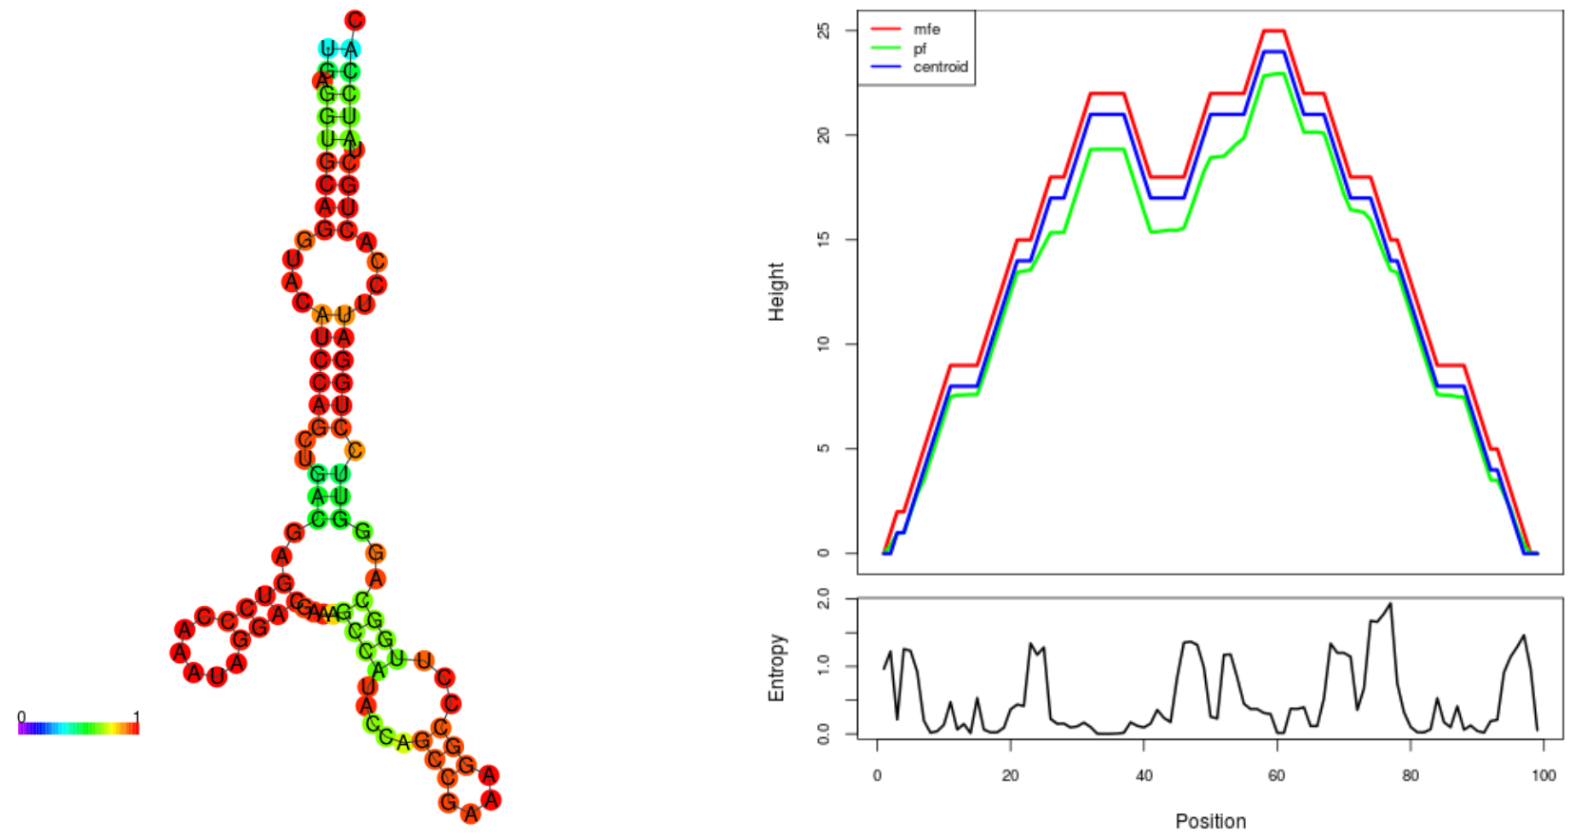 UGAGGUGCAGGUACAUCCAGCUGACGAGUCCCAAAUAGGACGAAAGCCAUACCAGCCGAAAGGCCCUUGGCAGGGUUCCUGGAUUCCACUGCUAUCCAC
0 1
mfe
pf
centroid
Height
25
20
15
10
5
0
Entropy
2.0
1.0
0.0
0 20 40 60 80 100
Position